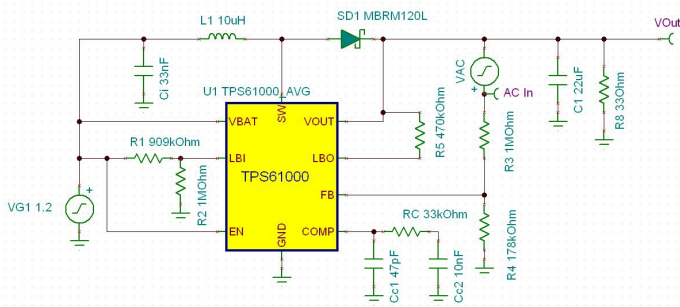 L1 10uH
SD1 MBRM120L
VOut
Ci 33nF
U1 TPS61000_AVG
VAC
+
AC In
C1 22uF
R8 33Ohm
SW
VBAT
VOUT
R5 470kOhm
R3 1MOhm
R1 909kOhm
LBI
LBO
TPS61000
R2 1MOhm
FB
VG1 1.2
+
EN
COMP
GND
RC 33kOhm
R4 178kOhm
Cc1 47pF
Cc2 10nF